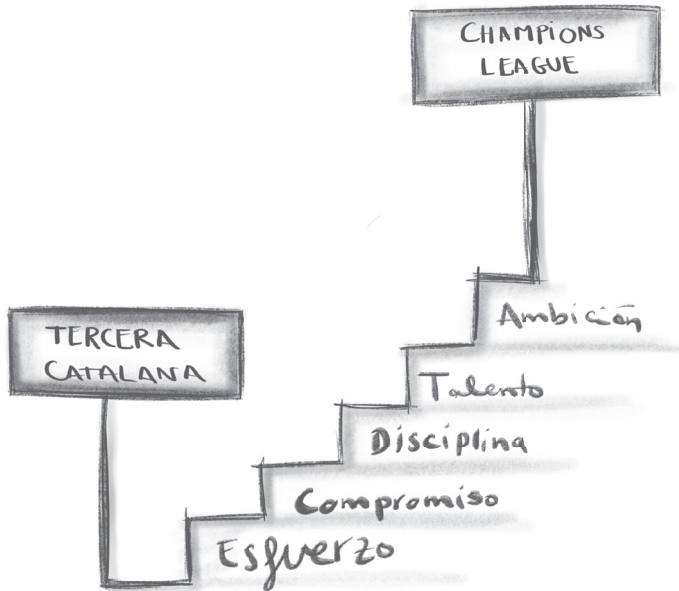 CHAMPIONS
LEAGUE
TERCERA
CATALANA
Ambición
Talento
Disciplina
Compromiso
Esfuerzo